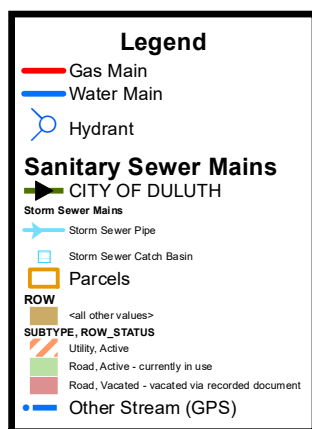 Legend
Gas Main
Water Main
Hydrant
Sanitary Sewer Mains
CITY OF DULUTH
Storm Sewer Mains
Storm Sewer Pipe
Storm Sewer Catch Basin
Parcels
ROW
<all other values>
SUBTYPE, ROW_STATUS
Utility, Active
Road, Active - currently in use
Road, Vacated - vacated via recorded document
Other Stream (GPS)